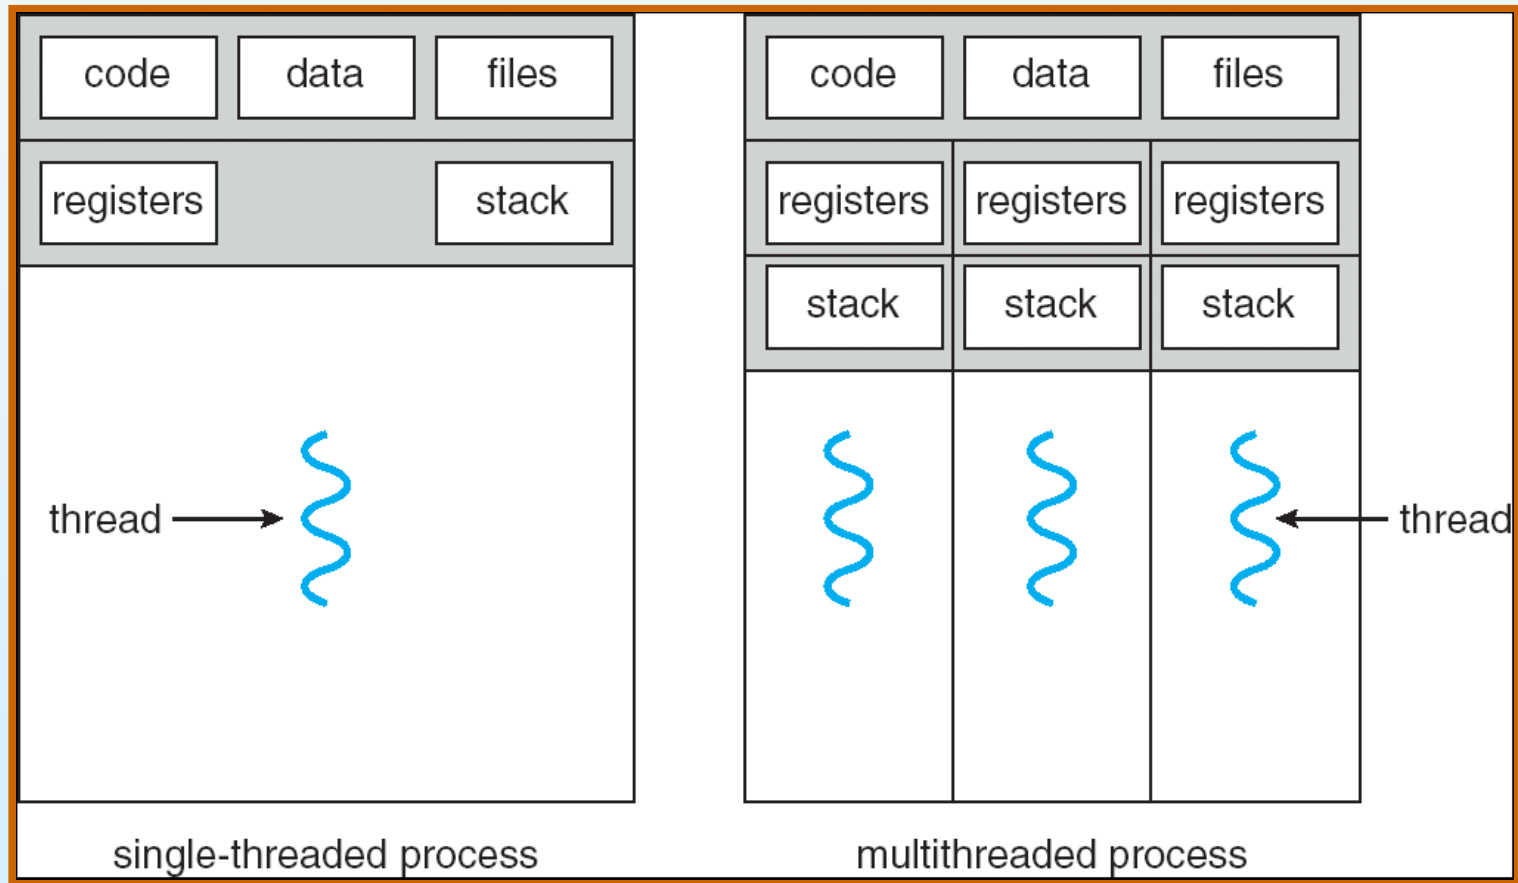 code data files
registers stack
thread
single-threaded process
code data files
registers registers registers
stack stack stack
thread
multithreaded process